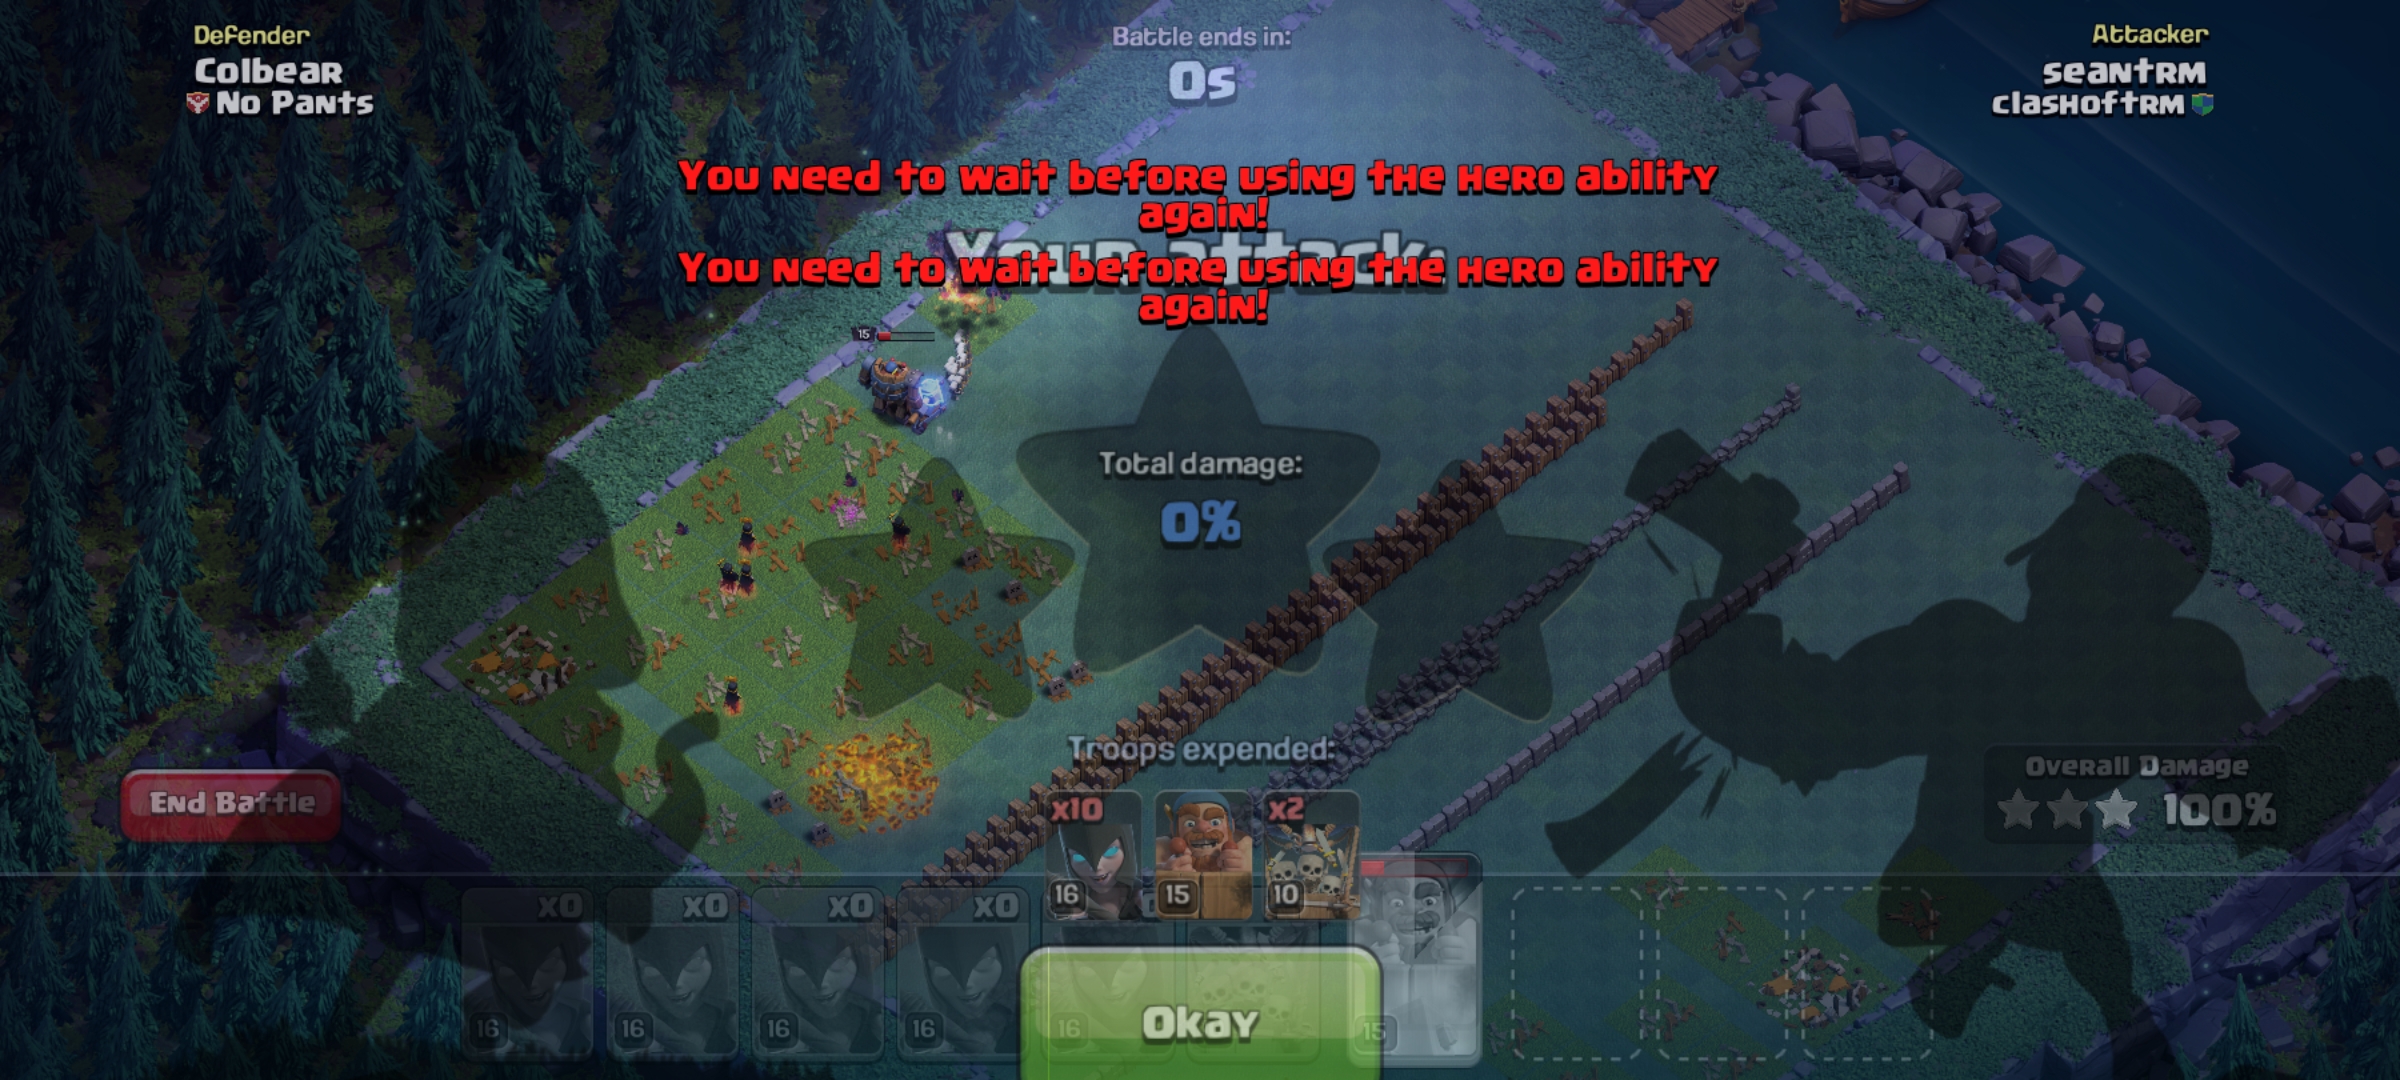 Defender
Colbear
No Pants
Battle ends in:
0s
Attacker
seantrm
clashoftrm
You need to wait before using the Hero ability
again!
Your attack:
You need to wait before using the Hero ability
again!
15
Total damage:
0%
Troops expended:
x10
x2
16
15
10
End Battle
Overall Damage
100%
x0
x0
x0
x0
16
16
16
16
16
15
Okay